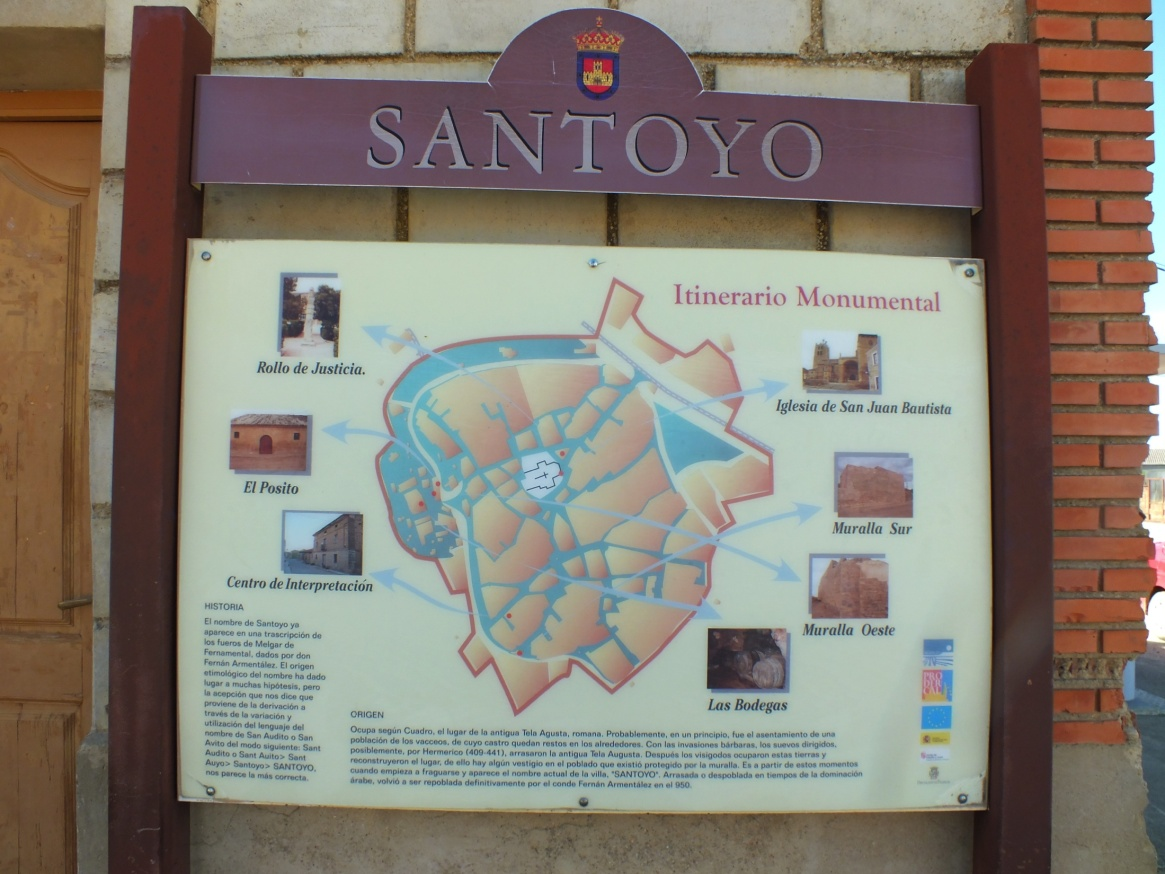 SANTOYO
Itinerario Monumental
Rollo de Justicia.
Iglesia de San Juan Bautista
El Posito
Muralla Sur
Centro de Interpretación
Muralla Oeste
Las Bodegas
HISTORIA
El nombre de Santoyo ya
aparece en una trascripción de
los fueros de Melgar de
Fernamental, dados por don
Fernán Armentález. El origen
etimológico del nombre ha dado
lugar a muchas hipótesis, pero
la acepción que nos dice que
proviene de la derivación a
través de la variación y
utilización del lenguaje del
nombre de San Audito o San
Avito del modo siguiente: Sant
Audito o Sant Auito> Sant
Auyo> Santoyo> SANTOYO,
nos perece la más correcta.
ORIGEN
Ocupa según Cuadro, el lugar de la antigua Tela Agusta, romana. Probablemente, en un principio, fue el asentamiento de una
población de los vacceos, de cuyo castro quedan restos en los alrededores. Con las invasiones bárbaras, los suevos dirigidos,
posiblemente, por Hermerico (409-441), arrasaron la antigua Tela Augusta. Después los visigodos ocuparon estas tierras y
reconstruyeron el lugar, de ello hay algún vestigio en el poblado que existió protegido por la muralla. Es a partir de estos momentos
cuando empieza a fraguarse y aparece el nombre actual de la villa, "SANTOYO". Arrasada o despoblada en tiempos de la dominación
árabe, volvió a ser repoblada definitivamente por el conde Fernán Armentález en el 950.
PRO
DER
CAL